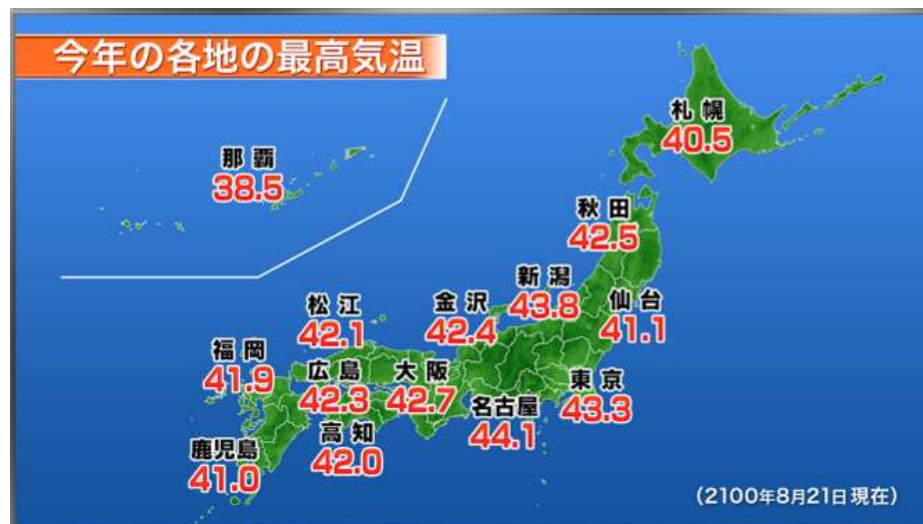 今年の各地の最高気温
札幌
40.5
那覇
38.5
秋田
42.5
新潟
43.8
仙台
41.1
金沢
42.4
松江
42.1
福岡
41.9
広島
42.3
大阪
42.7
東京
43.3
名古屋
44.1
高知
42.0
鹿児島
41.0
(2100年8月21日現在)